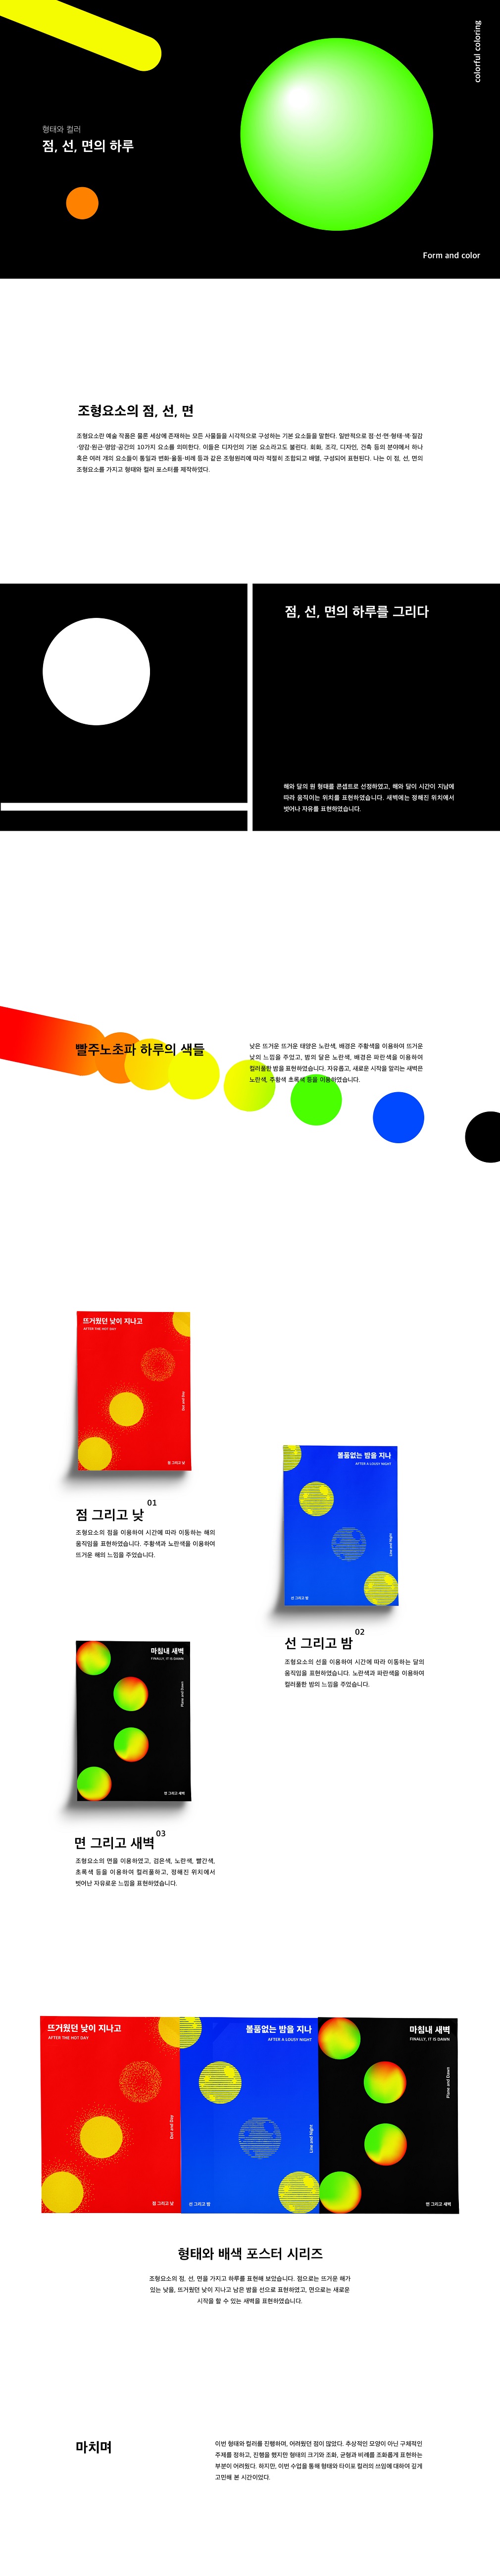 colorful coloring
형태와 컬러
점, 선, 면의 하루
Form and color
조형요소의 점, 선, 면
조형요소란 예술 작품은 물론 세상에 존재하는 모든 사물들을 시각적으로 구성하는 기본 요소들을 말한다. 일반적으로 점·선·면·형태·색·질감
·양감·원근·명암·공간의 10가지 요소를 의미한다. 이들은 디자인의 기본 요소라고도 불린다. 회화, 조각, 디자인, 건축 등의 분야에서 하나
혹은 여러 개의 요소들이 통일과 변화·율동·비례 등과 같은 조형원리에 따라 적절히 조합되고 배열, 구성되어 표현된다. 나는 이 점, 선, 면의
조형요소를 가지고 형태와 컬러 포스터를 제작하였다.
점, 선, 면의 하루를 그리다
해와 달의 원 형태를 콘셉트로 선정하였고, 해와 달이 시간이 지남에
따라 움직이는 위치를 표현하였습니다. 새벽에는 정해진 위치에서
벗어나 자유를 표현하였습니다.
빨주노초파 하루의 색들
낮은 뜨거운 뜨거운 태양은 노란색, 배경은 주황색을 이용하여 뜨거운
낮의 느낌을 주었고, 밤의 달은 노란색, 배경은 파란색을 이용하여
컬러풀한 밤을 표현하였습니다. 자유롭고, 새로운 시작을 알리는 새벽은
노란색, 주황색 초록색 등을 이용하였습니다.
뜨거웠던 낮이 지나고
AFTER THE HOT DAY
Dot and Day
점 그리고 낮
01
점 그리고 낮
조형요소의 점을 이용하여 시간에 따라 이동하는 해의
움직임을 표현하였습니다. 주황색과 노란색을 이용하여
뜨거운 해의 느낌을 주었습니다.
볼품없는 밤을 지나
AFTER A LOUSY NIGHT
Line and Night
선 그리고 밤
02
선 그리고 밤
조형요소의 선을 이용하여 시간에 따라 이동하는 달의
움직임을 표현하였습니다. 노란색과 파란색을 이용하여
컬러풀한 밤의 느낌을 주었습니다.
마침내 새벽
FINALLY, IT IS DAWN
Plane and Dawn
면 그리고 새벽
03
면 그리고 새벽
조형요소의 면을 이용하였고, 검은색, 노란색, 빨간색,
초록색 등을 이용하여 컬러풀하고, 정해진 위치에서
벗어난 자유로운 느낌을 표현하였습니다.
뜨거웠던 낮이 지나고
AFTER THE HOT DAY
Dot and Day
점 그리고 낮
볼품없는 밤을 지나
AFTER A LOUSY NIGHT
Line and Night
선 그리고 밤
마침내 새벽
FINALLY, IT IS DAWN
Plane and Dawn
면 그리고 새벽
형태와 배색 포스터 시리즈
조형요소의 점, 선, 면을 가지고 하루를 표현해 보았습니다. 점으로는 뜨거운 해가
있는 낮을, 뜨거웠던 낮이 지나고 남은 밤을 선으로 표현하였고, 면으로는 새로운
시작을 할 수 있는 새벽을 표현하였습니다.
마치며
이번 형태와 컬러를 진행하며, 어려웠던 점이 많았다. 추상적인 모양이 아닌 구체적인
주제를 정하고, 진행을 했지만 형태의 크기와 조화, 균형과 비례를 조화롭게 표현하는
부분이 어려웠다. 하지만, 이번 수업을 통해 형태와 타이포 컬러의 쓰임에 대하여 깊게
고민해 본 시간이었다.